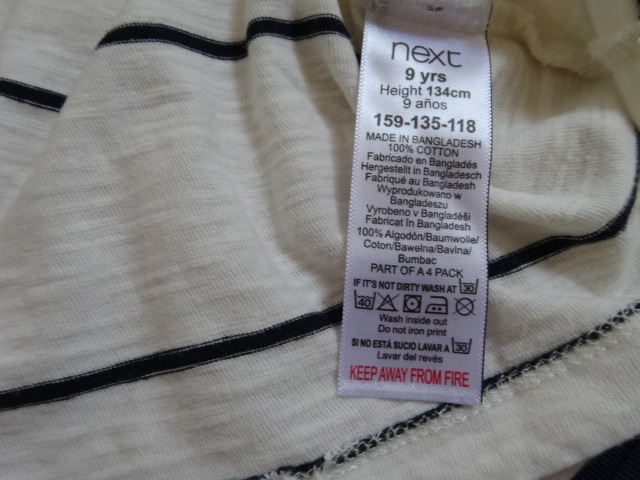 next
9 yrs
Height 134cm
9 años
159-135-118
MADE IN BANGLADESH
100% COTTON
Fabricado en Bangladés
Hergestellt in Bangladesch
Fabriqué au Bangladesh
Wyprodukowano w
Bangladeszu
Vyrobeno v Bangladéši
Fabricat în Bangladesh
100% Algodón/Baumwolle/
Coton/Bawełna/Bavlna/
Bumbac
PART OF A 4 PACK
IF IT'S NOT DIRTY WASH AT 30
40
Wash inside out
Do not iron print
SI NO ESTÁ SUCIO LAVAR A 30
Lavar del revés
KEEP AWAY FROM FIRE